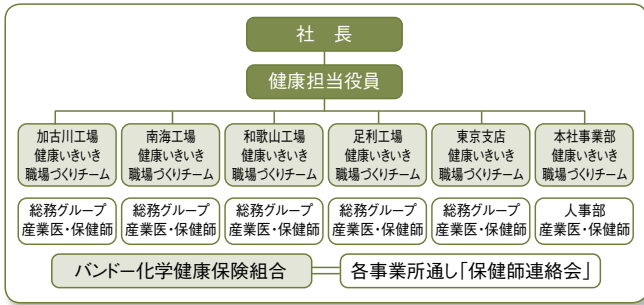 社　長
健康担当役員
加古川工場
健康いきいき
職場づくりチーム
南海工場
健康いきいき
職場づくりチーム
和歌山工場
健康いきいき
職場づくりチーム
足利工場
健康いきいき
職場づくりチーム
東京支店
健康いきいき
職場づくりチーム
本社事業部
健康いきいき
職場づくりチーム
総務グループ
産業医・保健師
総務グループ
産業医・保健師
総務グループ
産業医・保健師
総務グループ
産業医・保健師
総務グループ
産業医・保健師
人事部
産業医・保健師
バンドー化学健康保険組合
各事業所通し「保健師連絡会」